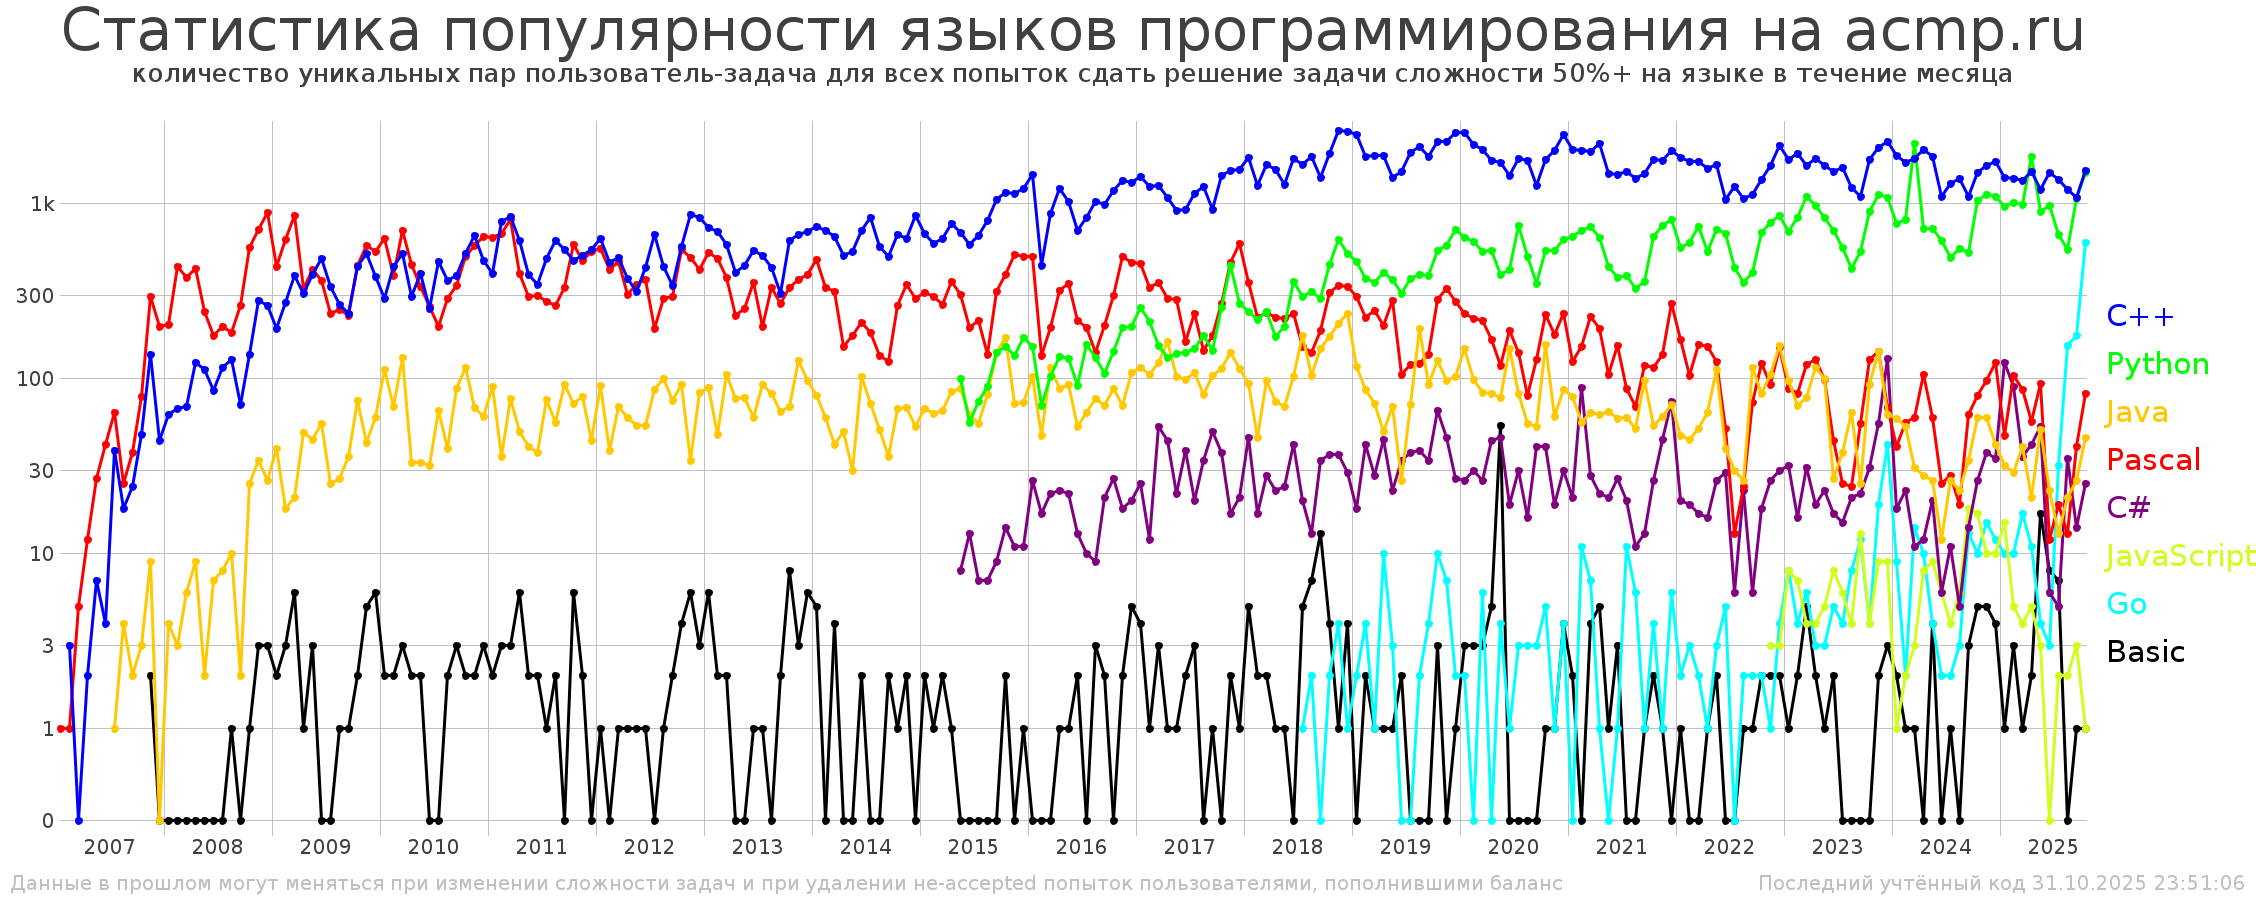 Статистика популярности языков программирования на acmp.ru
количество уникальных пар пользователь-задача для всех попыток сдать решение задачи сложности 50%+ на языке в течение месяца
1k
300
100
30
10
3
1
0
C++
Python
Java
Pascal
C#
JavaScript
Go
Basic
2007 2008 2009 2010 2011 2012 2013 2014 2015 2016 2017 2018 2019 2020 2021 2022 2023 2024 2025
Данные в прошлом могут меняться при изменении сложности задач и при удалении не-accepted попыток пользователями, пополнившими баланс
Последний учтённый код 31.10.2025 23:51:06